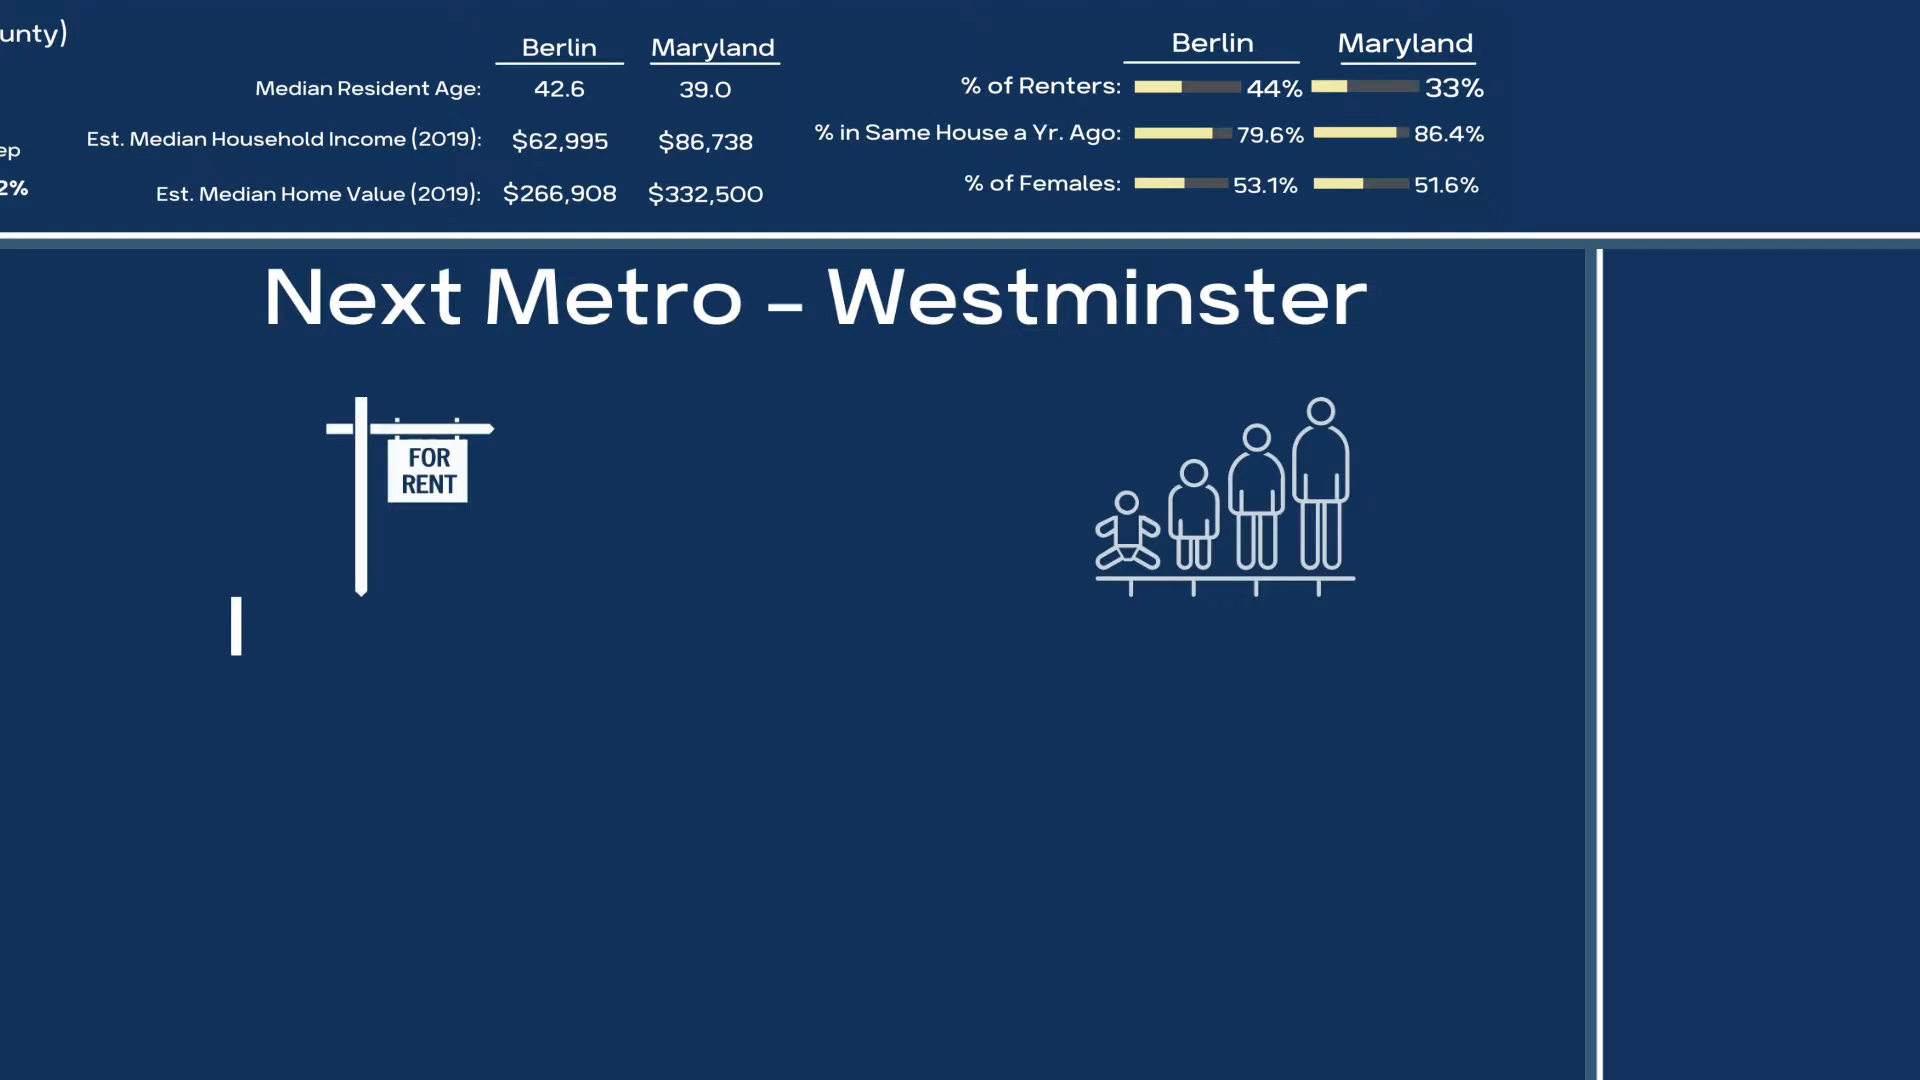 unty)
ep
2%
Berlin Maryland
Median Resident Age: 42.6 39.0
Est. Median Household Income (2019): $62,995 $86,738
Est. Median Home Value (2019): $266,908 $332,500
Berlin Maryland
% of Renters: 44% 33%
% in Same House a Yr. Ago: 79.6% 86.4%
% of Females: 53.1% 51.6%
Next Metro – Westminster
FOR
RENT